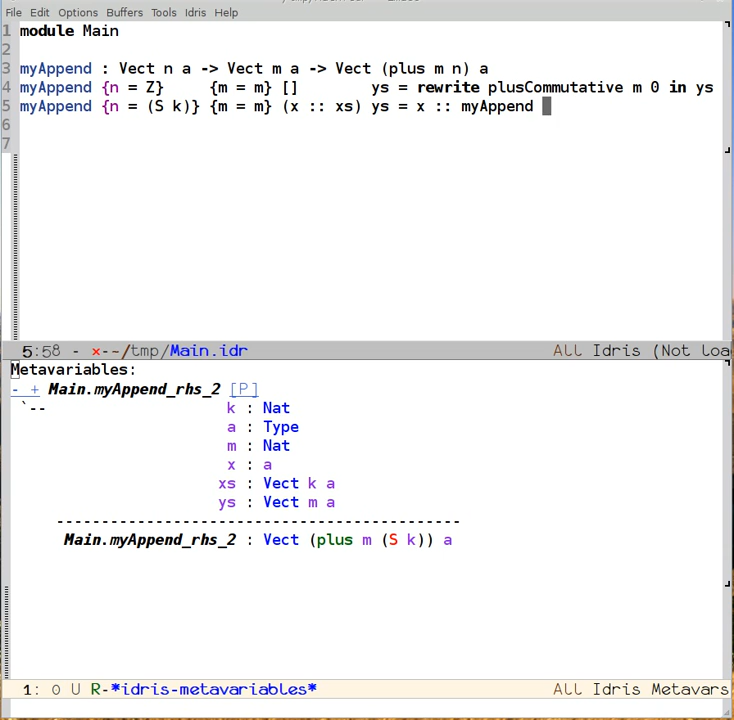 File Edit Options Buffers Tools Idris Help
1 module Main
2
3 myAppend : Vect n a -> Vect m a -> Vect (plus m n) a
4 myAppend {n = Z}     {m = m} []        ys = rewrite plusCommutative m 0 in ys
5 myAppend {n = (S k)} {m = m} (x :: xs) ys = x :: myAppend
6
7
5:58 - ×--/tmp/Main.idr ALL Idris (Not Loa
Metavariables:
- + Main.myAppend_rhs_2 [P]
`-- k : Nat
a : Type
m : Nat
x : a
xs : Vect k a
ys : Vect m a
--------------------------------------------
Main.myAppend_rhs_2 : Vect (plus m (S k)) a
1: 0 U R-*idris-metavariables* ALL Idris Metavars